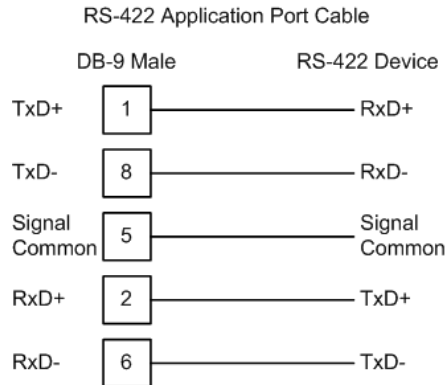 RS-422 Application Port Cable
DB-9 Male RS-422 Device
TxD+ 1 RxD+
TxD- 8 RxD-
Signal Common 5 Signal Common
RxD+ 2 TxD+
RxD- 6 TxD-